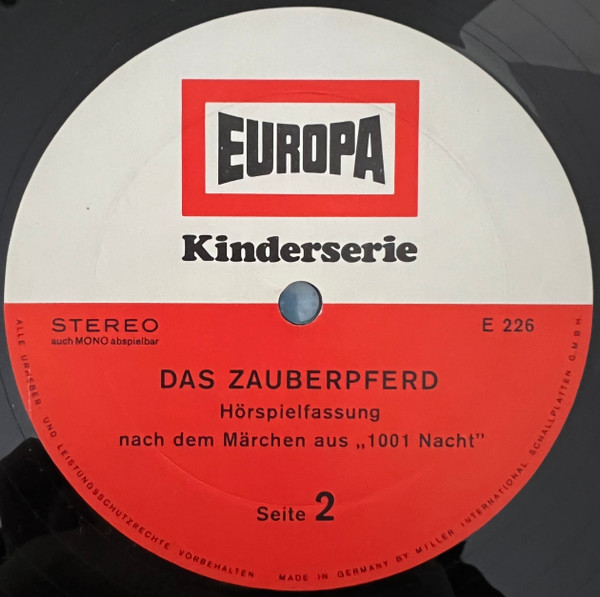 EUROPA
Kinderserie
STEREO
auch MONO abspielbar
E 226
DAS ZAUBERPFERD
Hörspielfassung
nach dem Märchen aus „1001 Nacht”
Seite 2
ALLE URHEBER UND LEISTUNGSSCHUTZRECHTE VORBEHALTEN
MADE IN GERMANY BY MILLER INTERNATIONAL SCHALLPLATTEN G.M.B.H.